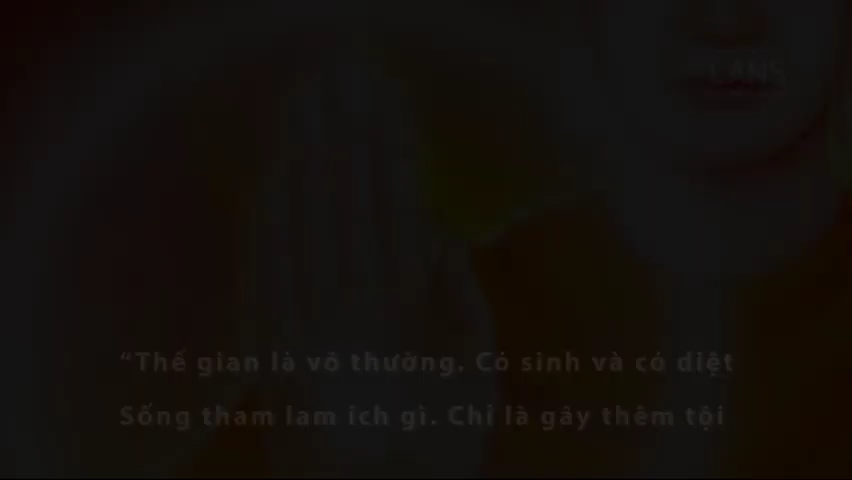 “Thế gian là vô thường. Có sinh và có diệt
Sống tham lam ích gì. Chỉ là gây thêm tội